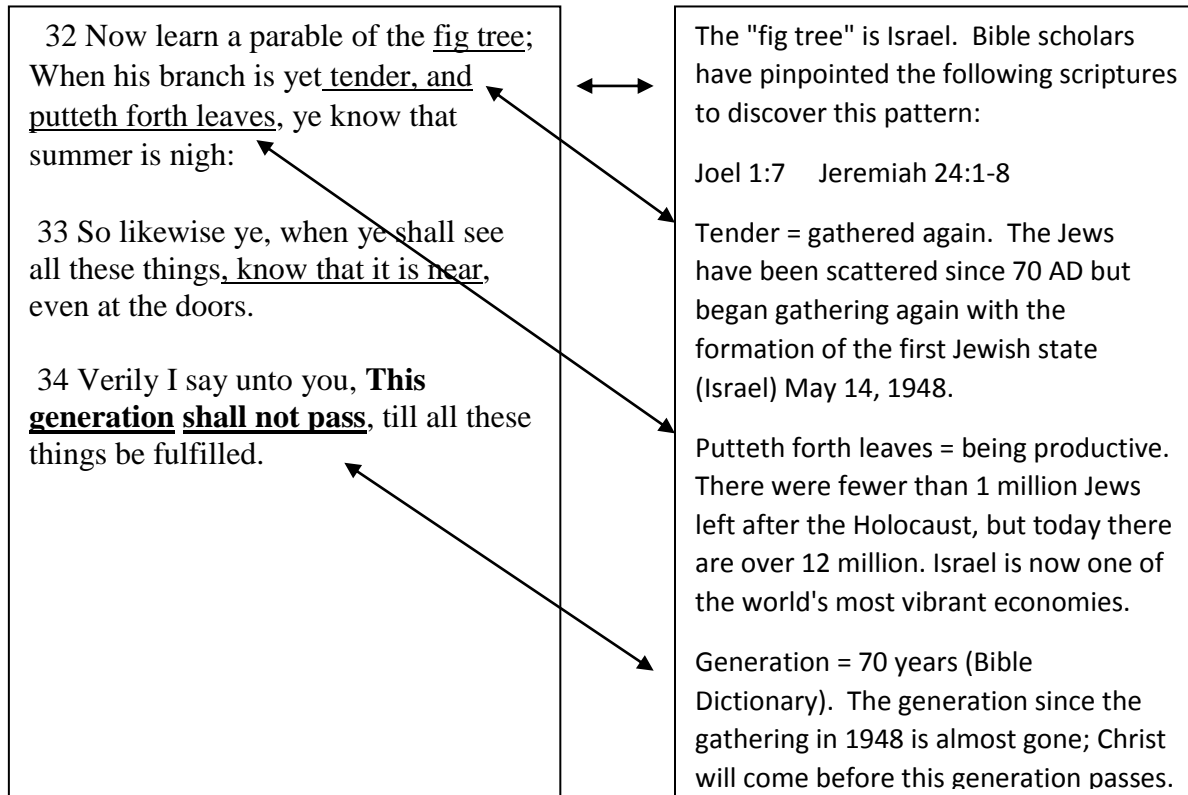 32 Now learn a parable of the fig tree;
When his branch is yet tender, and
putteth forth leaves, ye know that
summer is nigh:
33 So likewise ye, when ye shall see
all these things, know that it is near,
even at the doors.
34 Verily I say unto you, This
generation shall not pass, till all these
things be fulfilled.
The "fig tree" is Israel. Bible scholars
have pinpointed the following scriptures
to discover this pattern:
Joel 1:7 Jeremiah 24:1-8
Tender = gathered again. The Jews
have been scattered since 70 AD but
began gathering again with the
formation of the first Jewish state
(Israel) May 14, 1948.
Putteth forth leaves = being productive.
There were fewer than 1 million Jews
left after the Holocaust, but today there
are over 12 million. Israel is now one of
the world's most vibrant economies.
Generation = 70 years (Bible
Dictionary). The generation since the
gathering in 1948 is almost gone; Christ
will come before this generation passes.